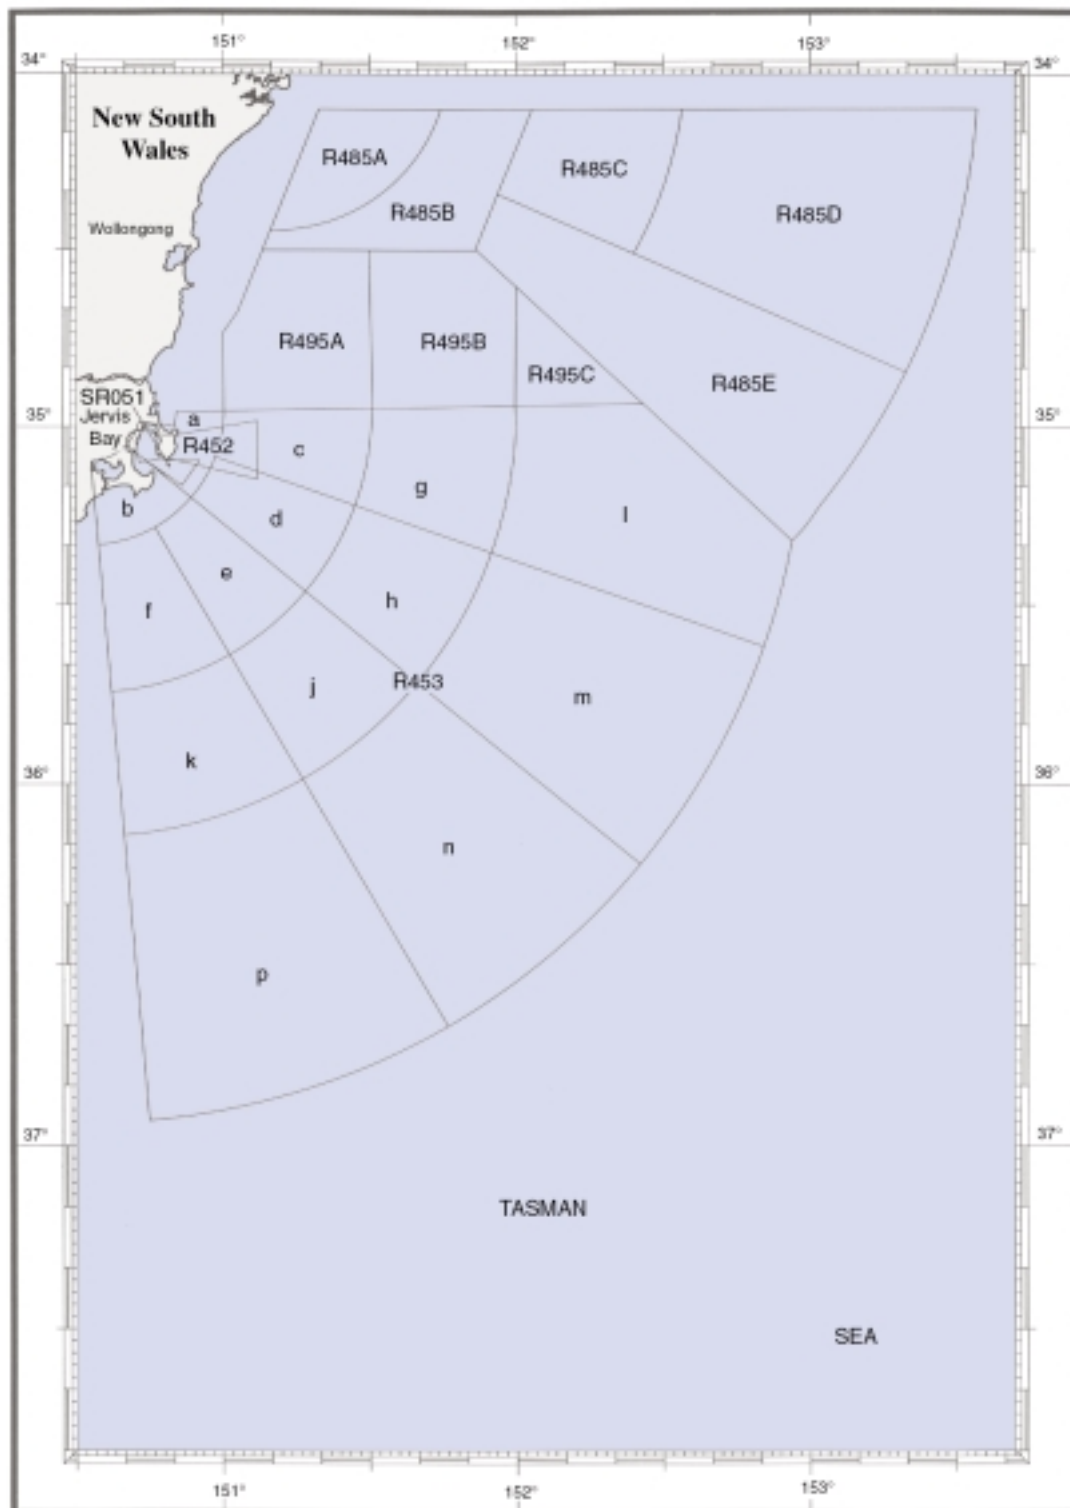 151°
152°
153°
34°
34°
New South
Wales
R485A
R485C
R485B
R485D
Wollongong
R495A
R495B
R495C
R485E
SR051
Jervis
Bay
35°
35°
a
R452
c
g
l
b
d
e
h
f
j
R453
m
k
36°
36°
n
p
37°
37°
TASMAN
SEA
151°
152°
153°